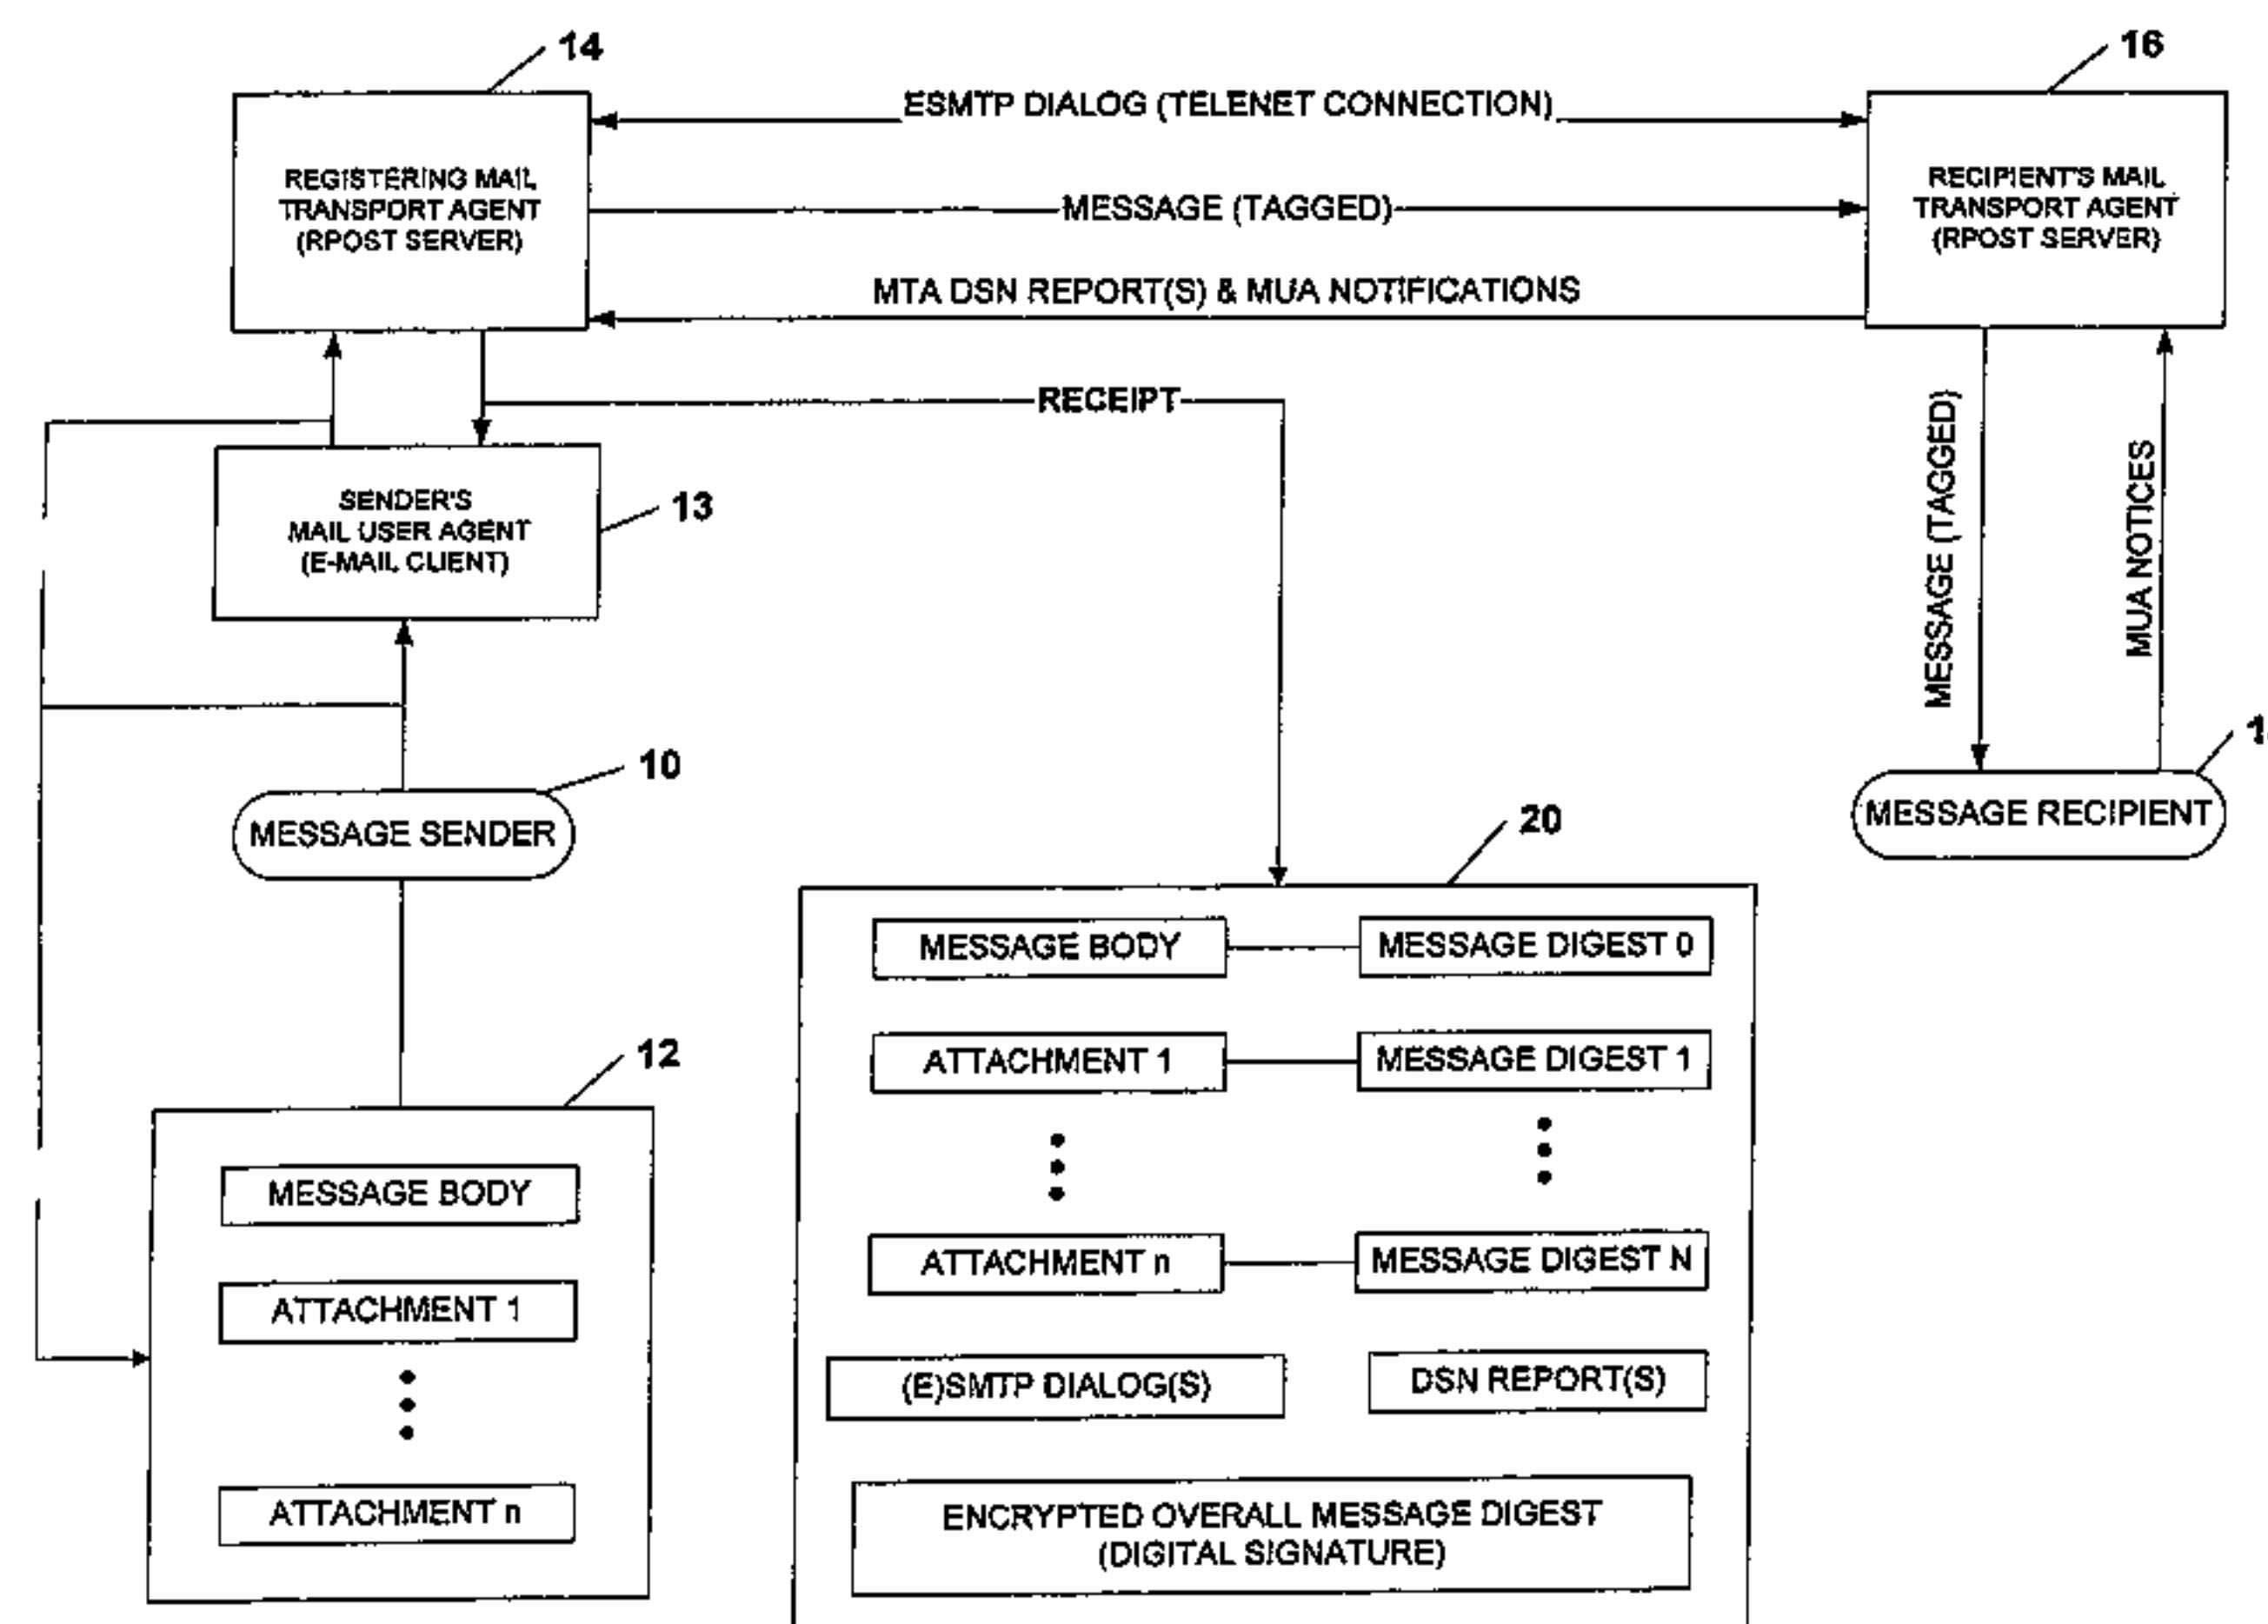 14
16
ESMTP DIALOG (TELENET CONNECTION)
REGISTERING MAIL
TRANSPORT AGENT
(RPOST SERVER)
MESSAGE (TAGGED)
RECIPIENT'S MAIL
TRANSPORT AGENT
(RPOST SERVER)
MTA DSN REPORT(S) & MUA NOTIFICATIONS
RECEIPT
SENDER'S
MAIL USER AGENT
(E-MAIL CLIENT)
13
MESSAGE (TAGGED)
MUA NOTICES
10
MESSAGE SENDER
1
MESSAGE RECIPIENT
20
MESSAGE BODY
MESSAGE DIGEST 0
ATTACHMENT 1
MESSAGE DIGEST 1
ATTACHMENT n
MESSAGE DIGEST N
(E)SMTP DIALOG(S)
DSN REPORT(S)
ENCRYPTED OVERALL MESSAGE DIGEST
(DIGITAL SIGNATURE)
12
MESSAGE BODY
ATTACHMENT 1
ATTACHMENT n